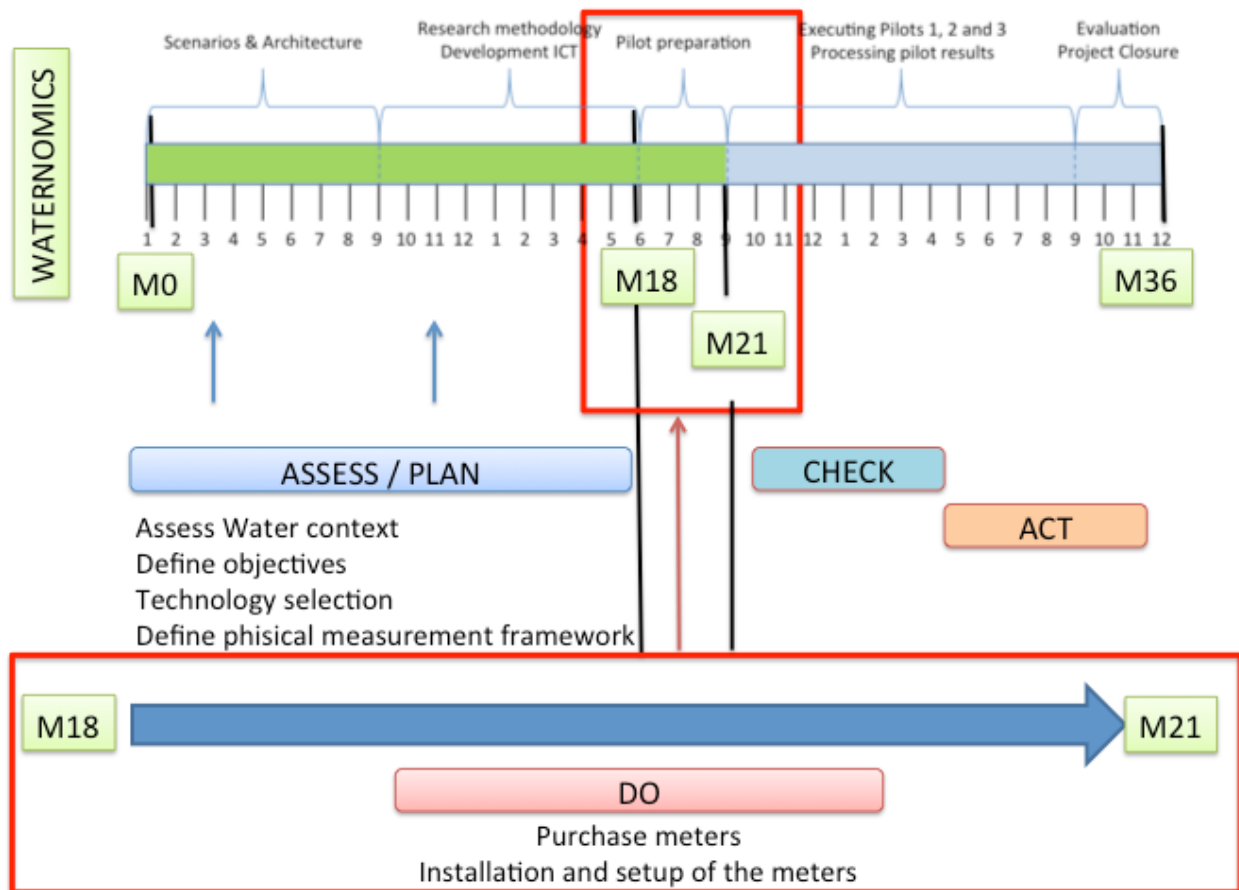 Scenarios & Architecture
Research methodology
Development ICT
Pilot preparation
Executing Pilots 1, 2 and 3
Processing pilot results
Evaluation
Project Closure
WATERNOMICS
1 2 3 4 5 6 7 8 9 10 11 12 1 2 3 4 5 6 7 8 9 10 11 12 1 2 3 4 5 6 7 8 9 10 11 12
M0
M18
M21
M36
ASSESS / PLAN
CHECK
ACT
Assess Water context
Define objectives
Technology selection
Define phisical measurement framework
M18
M21
DO
Purchase meters
Installation and setup of the meters